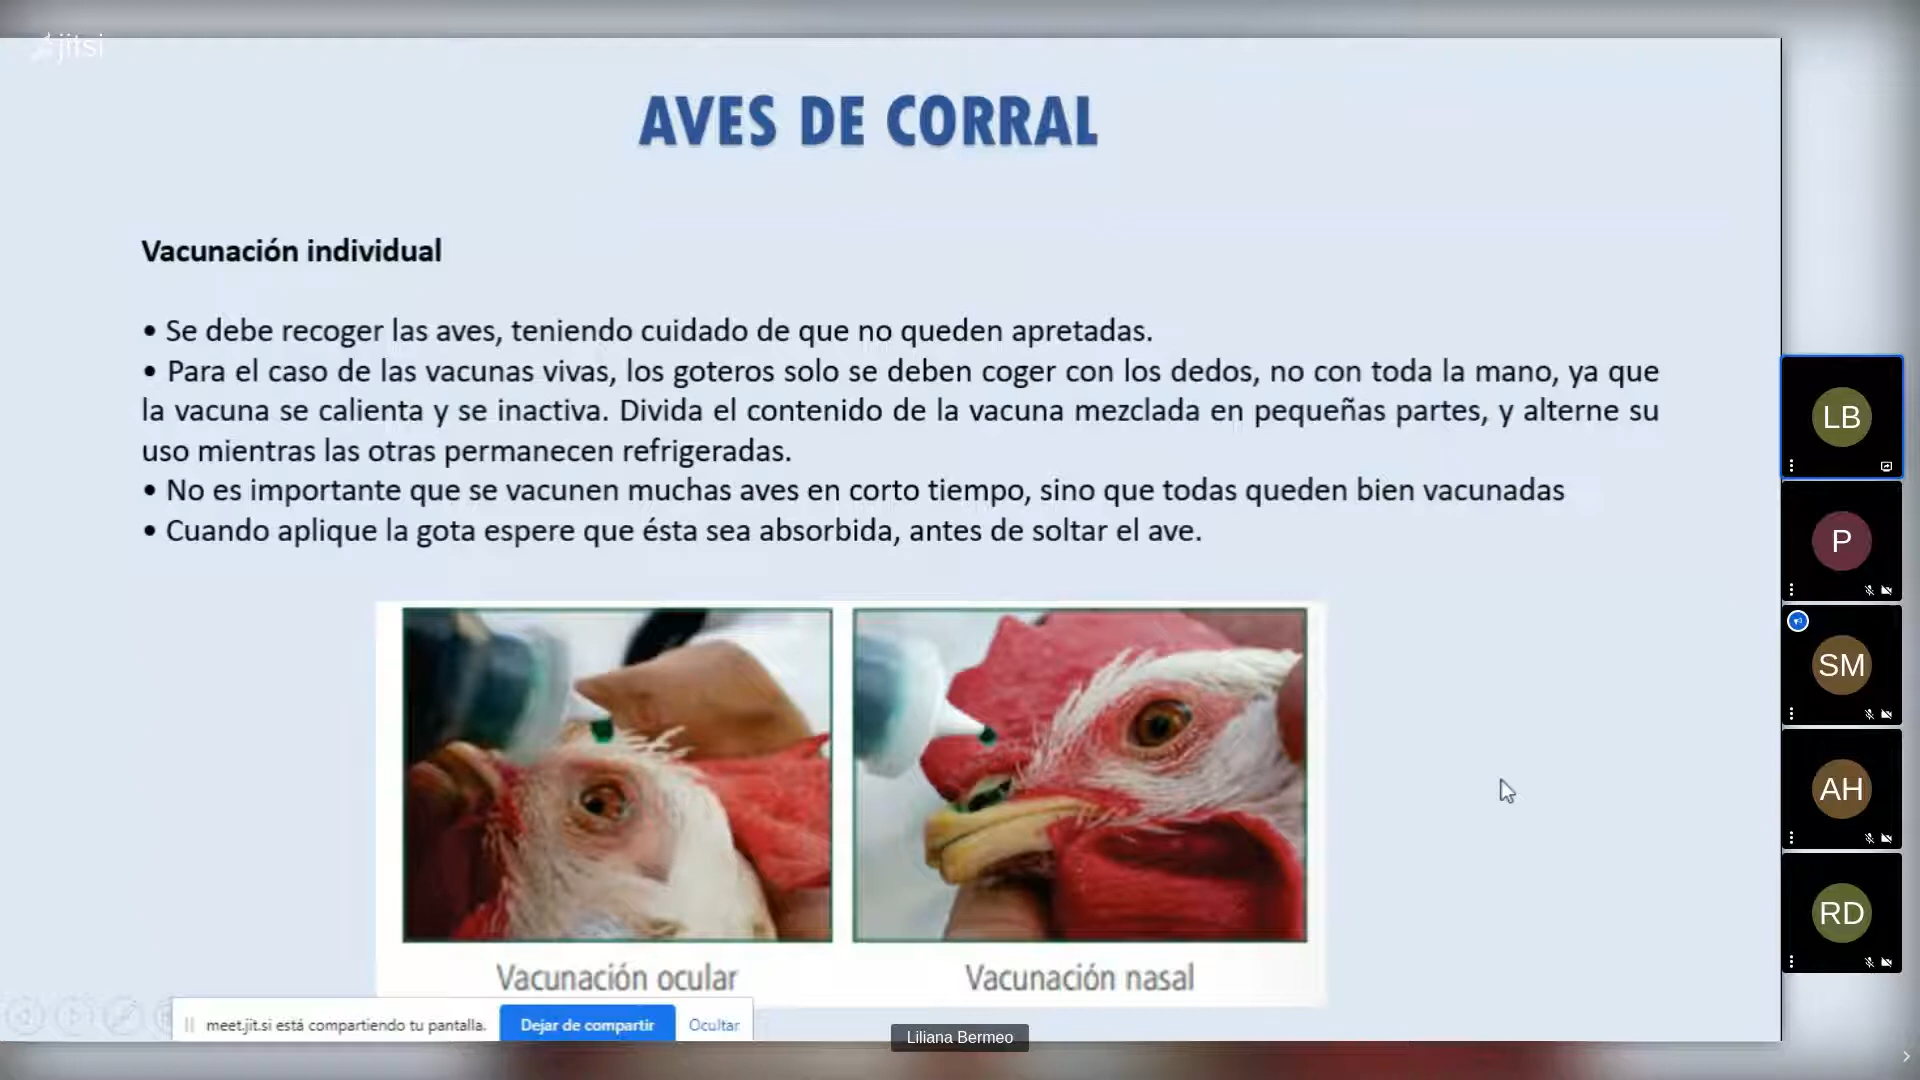 jitsi
AVES DE CORRAL
Vacunación individual
• Se debe recoger las aves, teniendo cuidado de que no queden apretadas.
• Para el caso de las vacunas vivas, los goteros solo se deben coger con los dedos, no con toda la mano, ya que
la vacuna se calienta y se inactiva. Divida el contenido de la vacuna mezclada en pequeñas partes, y alterne su
uso mientras las otras permanecen refrigeradas.
• No es importante que se vacunen muchas aves en corto tiempo, sino que todas queden bien vacunadas
• Cuando aplique la gota espere que ésta sea absorbida, antes de soltar el ave.
Vacunación ocular
Vacunación nasal
meet.jit.si está compartiendo tu pantalla.
Dejar de compartir
Ocultar
Liliana Bermeo
LB
P
SM
AH
RD